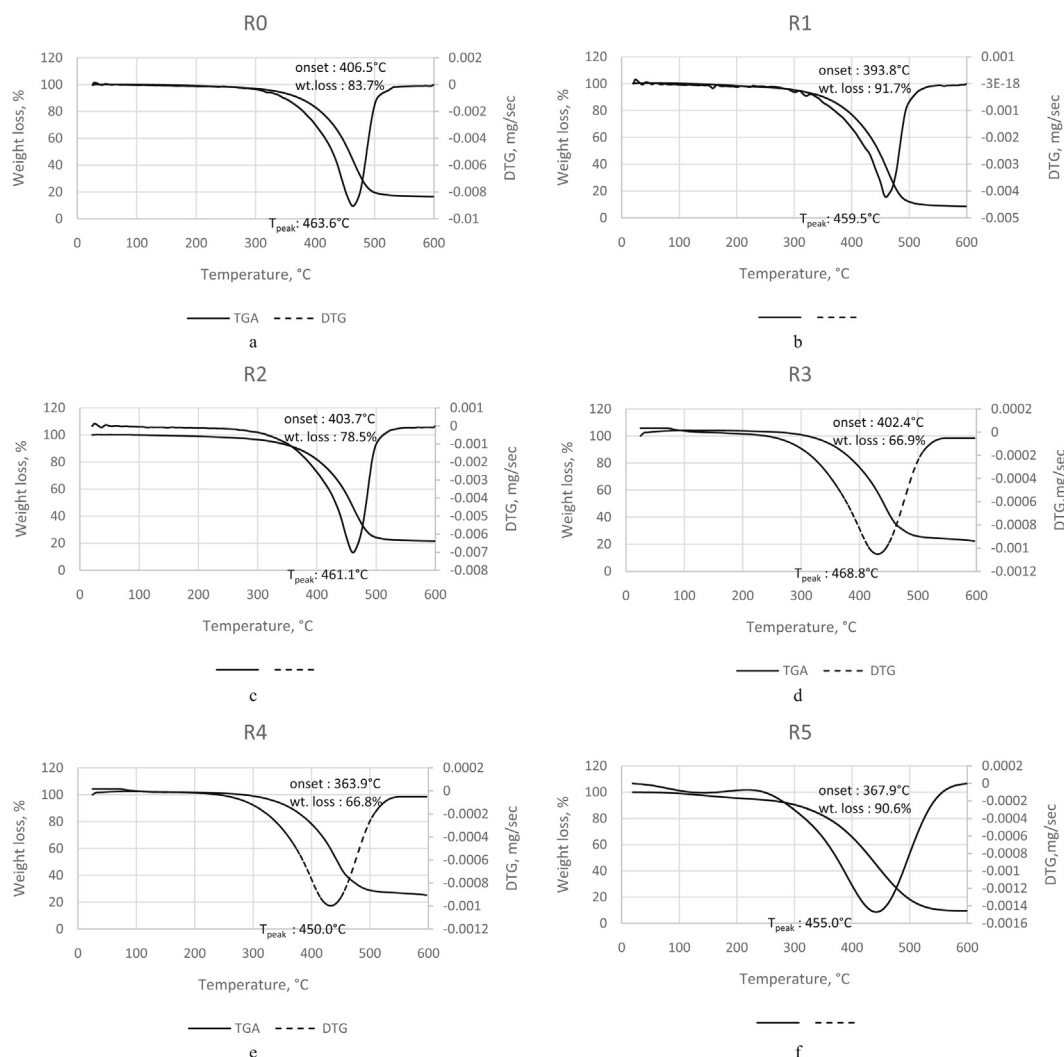 R0
onset : 406.5°C
wt.loss : 83.7%
T_peak: 463.6°C
Weight loss, %
120
100
80
60
40
20
0
DTG, mg/sec
0.002
0
-0.002
-0.004
-0.006
-0.008
-0.01
0 100 200 300 400 500 600
Temperature, °C
TGA DTG
a
R1
onset : 393.8°C
wt. loss : 91.7%
T_peak: 459.5°C
Weight loss, %
120
100
80
60
40
20
0
DTG, mg/sec
0.001
-3E-18
-0.001
-0.002
-0.003
-0.004
-0.005
0 100 200 300 400 500 600
Temperature, °C
b
R2
onset : 403.7°C
wt. loss : 78.5%
T_peak: 461.1°C
Weight loss, %
120
100
80
60
40
20
0
DTG, mg/sec
0.001
0
-0.001
-0.002
-0.003
-0.004
-0.005
-0.006
-0.007
-0.008
0 100 200 300 400 500 600
Temperature, °C
c
R3
onset : 402.4°C
wt. loss : 66.9%
T_peak: 468.8°C
Weight loss, %
120
100
80
60
40
20
0
DTG,mg/sec
0.0002
0
-0.0002
-0.0004
-0.0006
-0.0008
-0.001
-0.0012
0 100 200 300 400 500 600
Temperature, °C
TGA DTG
d
R4
onset : 363.9°C
wt. loss : 66.8%
T_peak: 450.0°C
Weight loss, %
120
100
80
60
40
20
0
DTG, mg/sec
0.0002
0
-0.0002
-0.0004
-0.0006
-0.0008
-0.001
-0.0012
0 100 200 300 400 500 600
Temperature, °C
TGA DTG
e
R5
onset : 367.9°C
wt. loss : 90.6%
T_peak: 455.0°C
Weight loss, %
120
100
80
60
40
20
0
DTG,mg/sec
0.0002
0
-0.0002
-0.0004
-0.0006
-0.0008
-0.001
-0.0012
-0.0014
-0.0016
0 100 200 300 400 500 600
Temperature, °C
f